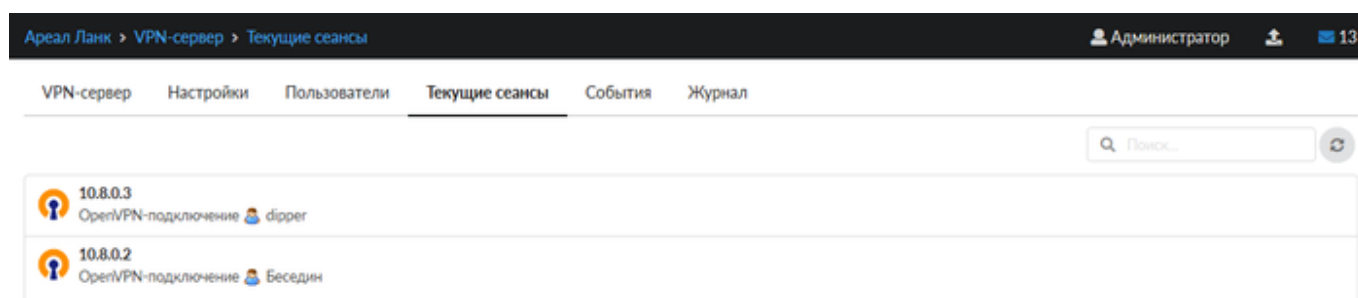 Ареал Ланк > VPN-сервер > Текущие сеансы Администратор 13
VPN-сервер Настройки Пользователи Текущие сеансы События Журнал
Поиск...
10.8.0.3
OpenVPN-подключение dipper
10.8.0.2
OpenVPN-подключение Беседин